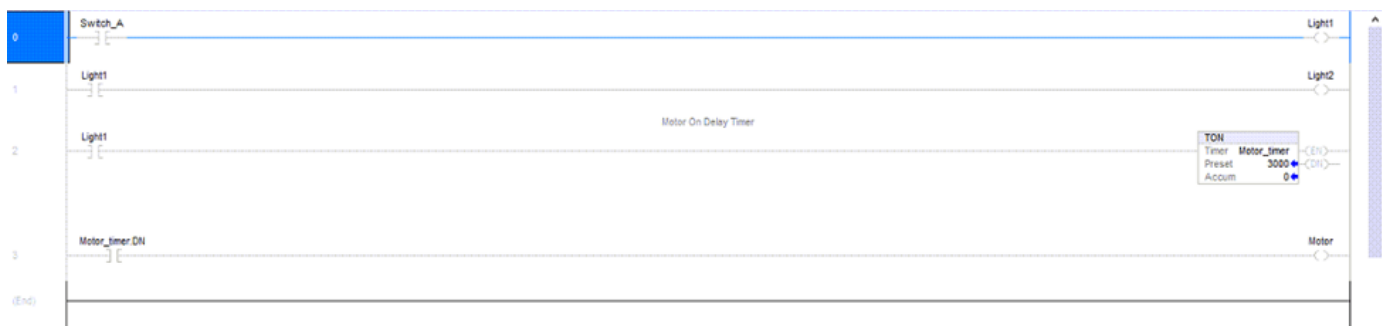 Switch_A Light1
0
Light1 Light2
1
Motor On Delay Timer
Light1 TON
2 Timer Motor_timer (EN)
Preset 3000 (DN)
Accum 0
Motor_timer.DN Motor
3
(End)